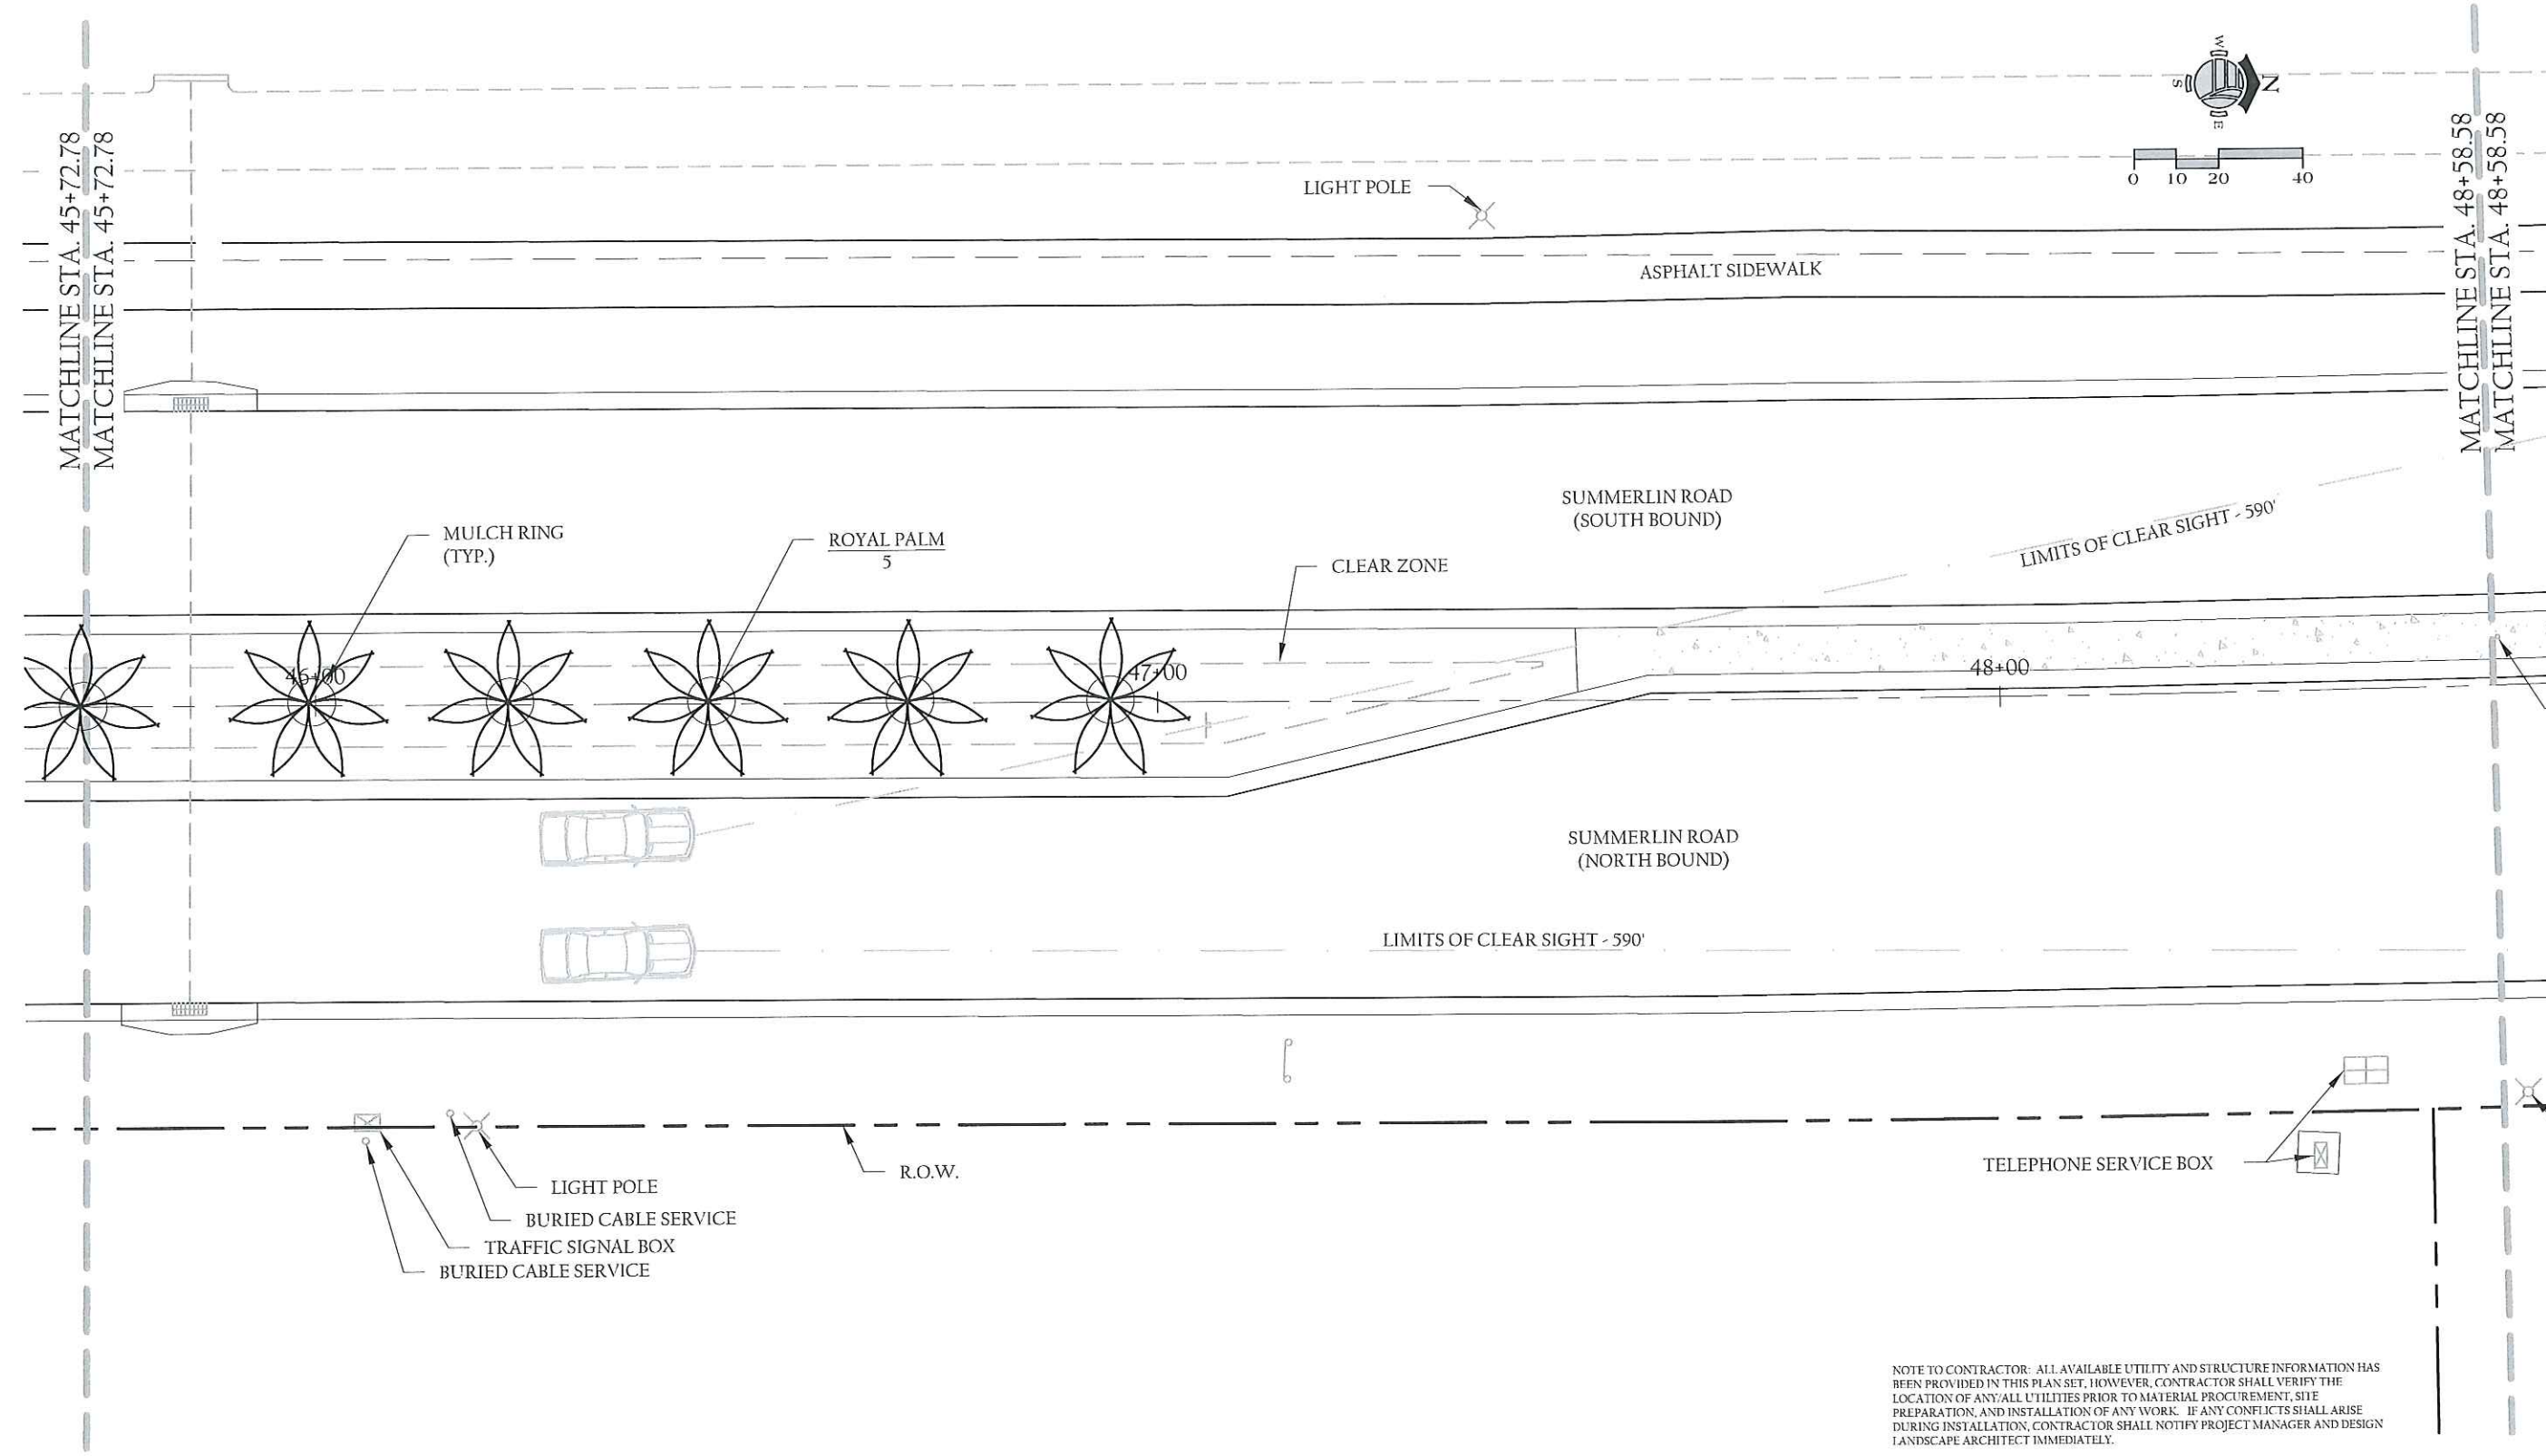 W
S
N
E
0 10 20 40
MATCHLINE STA. 45+72.78
MATCHLINE STA. 45+72.78
MATCHLINE STA. 48+58.58
MATCHLINE STA. 48+58.58
LIGHT POLE
ASPHALT SIDEWALK
SUMMERLIN ROAD
(SOUTH BOUND)
LIMITS OF CLEAR SIGHT - 590'
MULCH RING
(TYP.)
ROYAL PALM
5
CLEAR ZONE
46+00
47+00
48+00
SUMMERLIN ROAD
(NORTH BOUND)
LIMITS OF CLEAR SIGHT - 590'
R.O.W.
TELEPHONE SERVICE BOX
LIGHT POLE
BURIED CABLE SERVICE
TRAFFIC SIGNAL BOX
BURIED CABLE SERVICE
NOTE TO CONTRACTOR: ALL AVAILABLE UTILITY AND STRUCTURE INFORMATION HAS
BEEN PROVIDED IN THIS PLAN SET, HOWEVER, CONTRACTOR SHALL VERIFY THE
LOCATION OF ANY/ALL UTILITIES PRIOR TO MATERIAL PROCUREMENT, SITE
PREPARATION, AND INSTALLATION OF ANY WORK. IF ANY CONFLICTS SHALL ARISE
DURING INSTALLATION, CONTRACTOR SHALL NOTIFY PROJECT MANAGER AND DESIGN
LANDSCAPE ARCHITECT IMMEDIATELY.